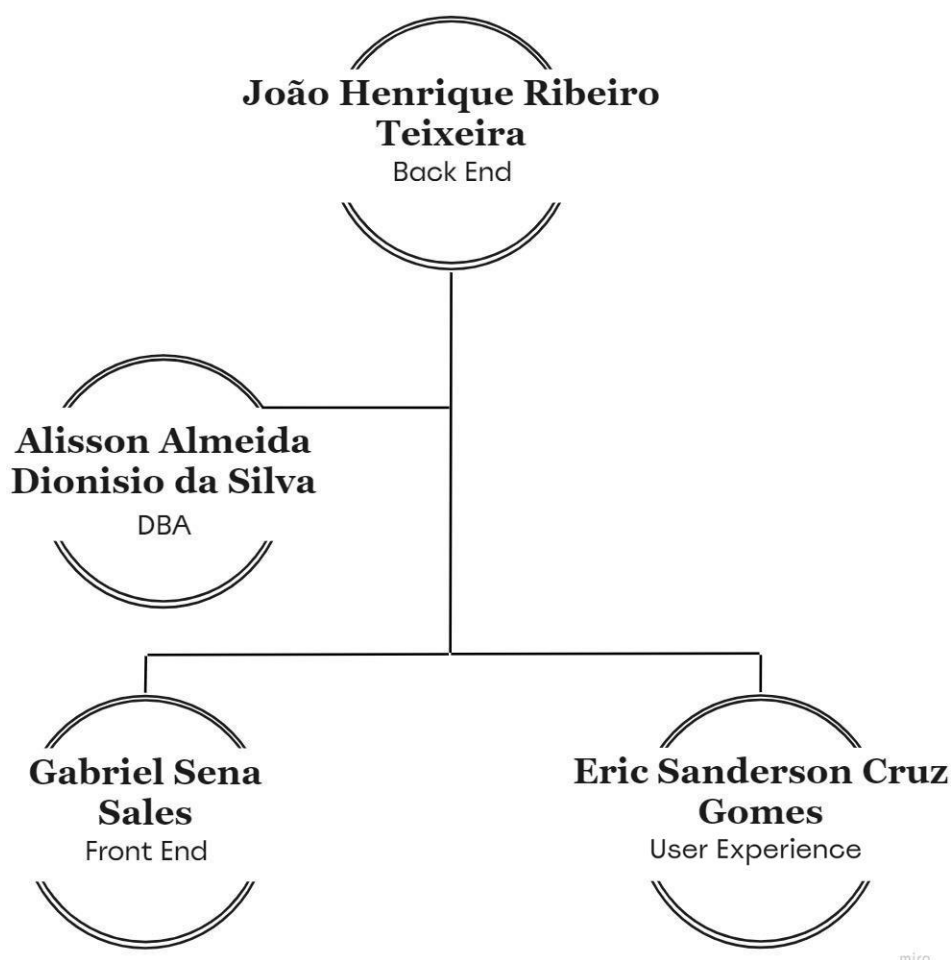 João Henrique Ribeiro
Teixeira
Back End
Alisson Almeida
Dionisio da Silva
DBA
Gabriel Sena
Sales
Front End
Eric Sanderson Cruz
Gomes
User Experience
miro